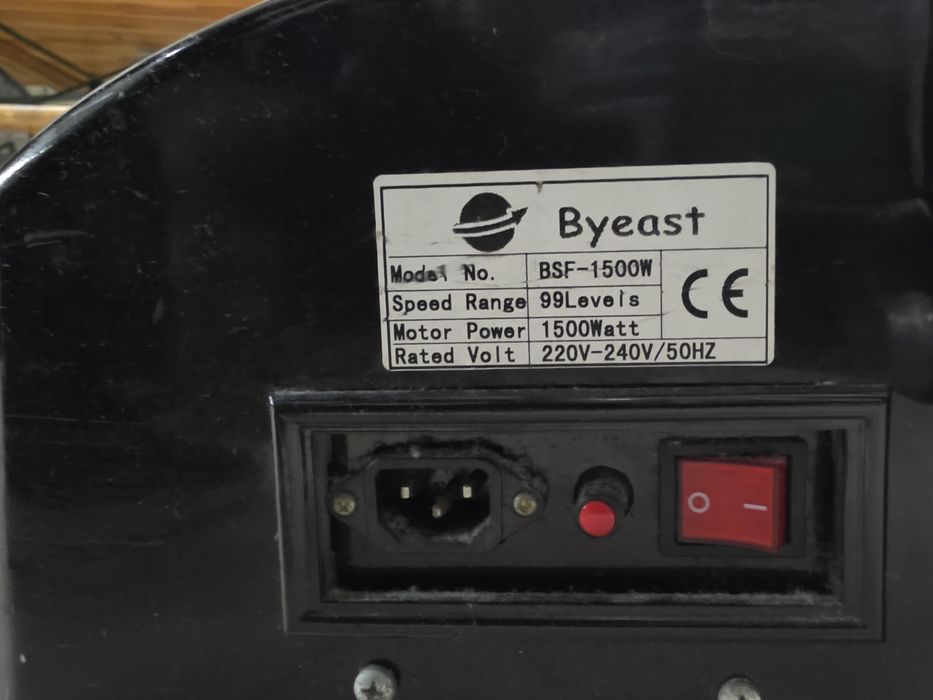 Byeast
Model No. BSF-1500W
CE
Speed Range 99Levels
Motor Power 1500Watt
Rated Volt 220V-240V/50HZ
O I